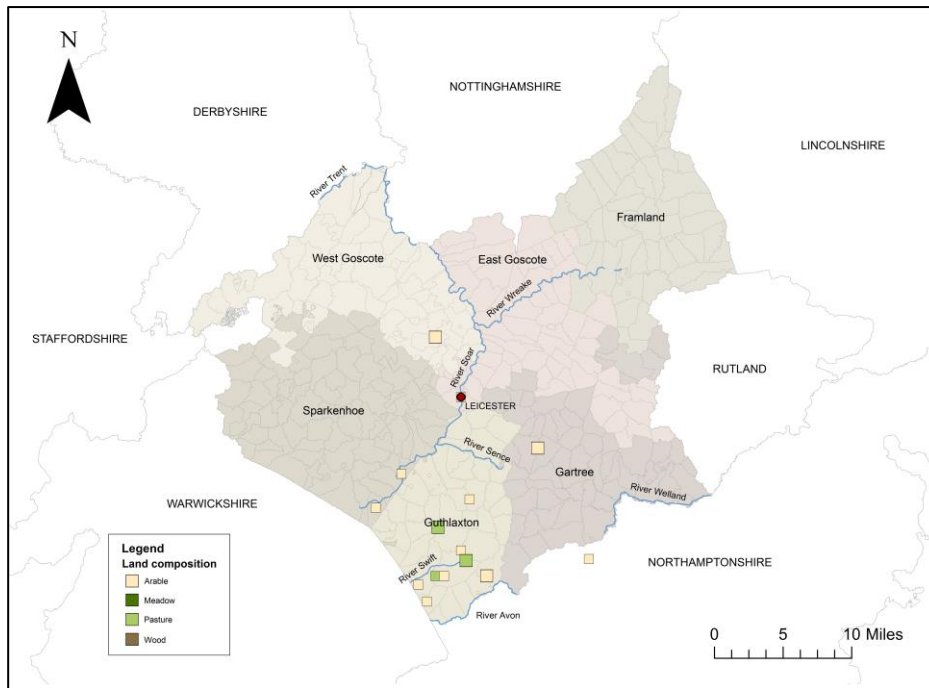 N
NOTTINGHAMSHIRE
DERBYSHIRE
LINCOLNSHIRE
River Trent
Framland
West Goscote
East Goscote
River Wreake
STAFFORDSHIRE
River Soar
RUTLAND
LEICESTER
Sparkenhoe
River Sence
Gartree
River Welland
WARWICKSHIRE
Guthlaxton
NORTHAMPTONSHIRE
River Swift
River Avon
Legend
Land composition
Arable
Meadow
Pasture
Wood
0 5 10 Miles